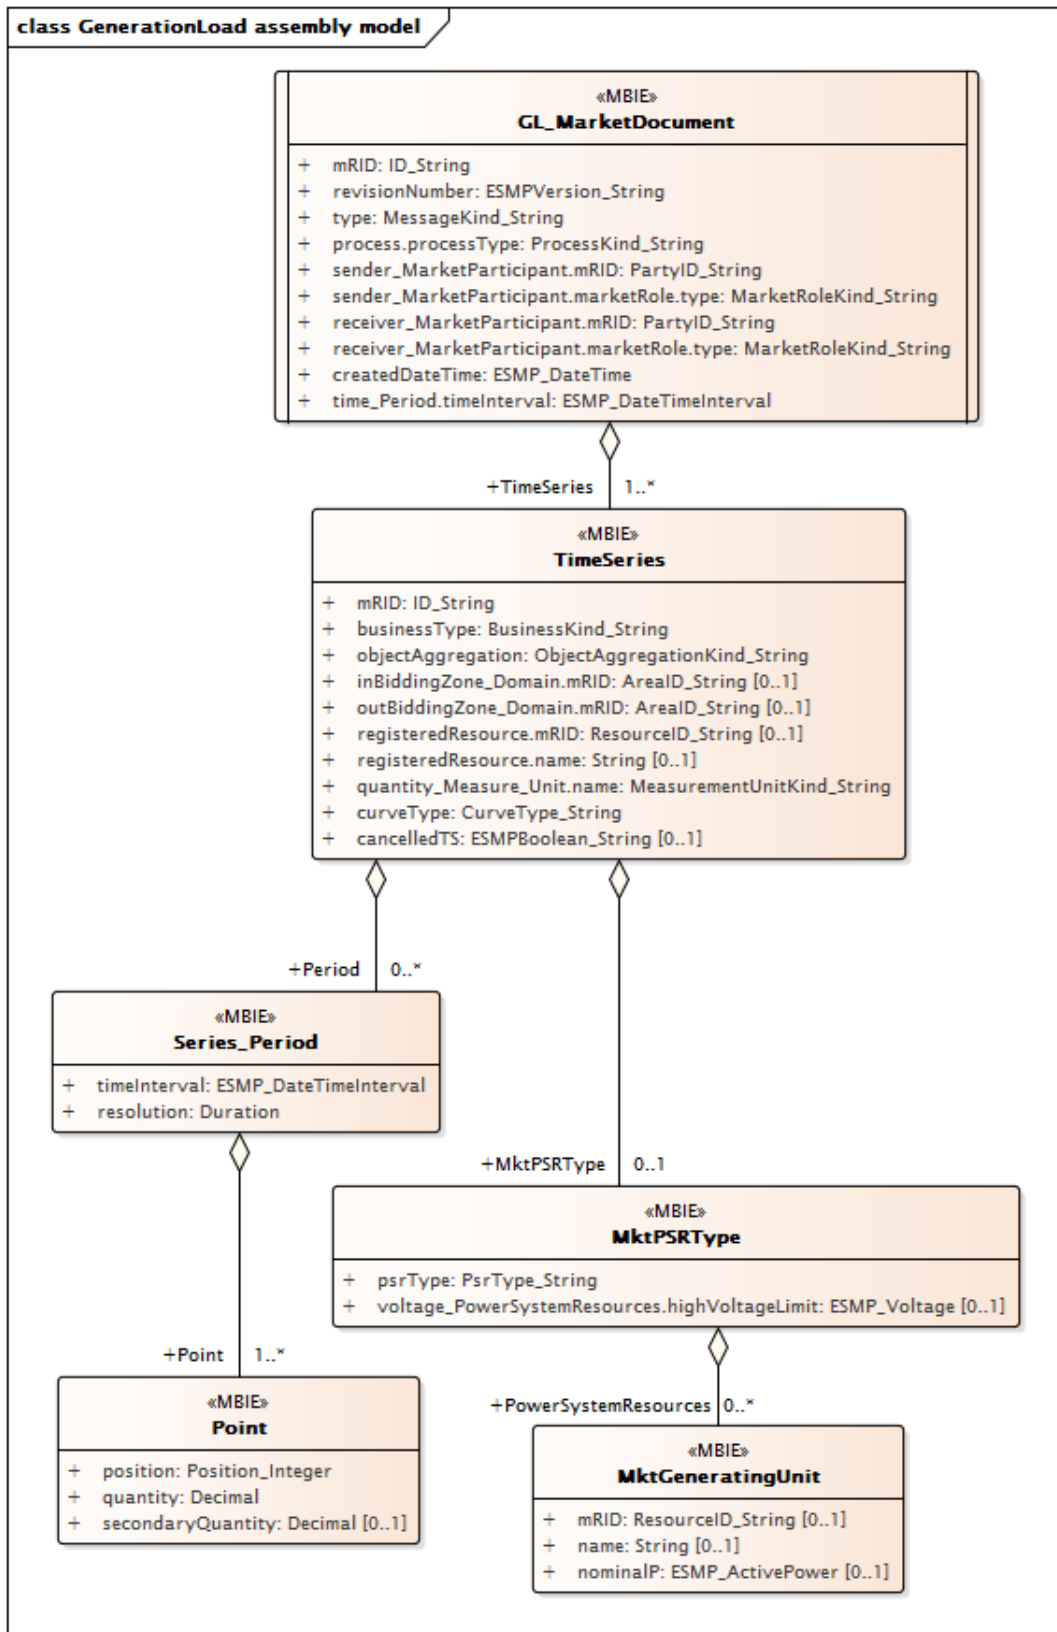 class GenerationLoad assembly model
«MBIE»
GL_MarketDocument
+ mRID: ID_String
+ revisionNumber: ESMPVersion_String
+ type: MessageKind_String
+ process.processType: ProcessKind_String
+ sender_MarketParticipant.mRID: PartyID_String
+ sender_MarketParticipant.marketRole.type: MarketRoleKind_String
+ receiver_MarketParticipant.mRID: PartyID_String
+ receiver_MarketParticipant.marketRole.type: MarketRoleKind_String
+ createdDateTime: ESMP_DateTime
+ time_Period.timeInterval: ESMP_DateTimeInterval
+TimeSeries 1..*
«MBIE»
TimeSeries
+ mRID: ID_String
+ businessType: BusinessKind_String
+ objectAggregation: ObjectAggregationKind_String
+ inBiddingZone_Domain.mRID: AreaID_String [0..1]
+ outBiddingZone_Domain.mRID: AreaID_String [0..1]
+ registeredResource.mRID: ResourceID_String [0..1]
+ registeredResource.name: String [0..1]
+ quantity_Measure_Unit.name: MeasurementUnitKind_String
+ curveType: CurveType_String
+ cancelledTS: ESMPBoolean_String [0..1]
+Period 0..*
«MBIE»
Series_Period
+ timeInterval: ESMP_DateTimeInterval
+ resolution: Duration
+MktPSRType 0..1
«MBIE»
MktPSRType
+ psrType: PsrType_String
+ voltage_PowerSystemResources.highVoltageLimit: ESMP_Voltage [0..1]
+Point 1..*
«MBIE»
Point
+ position: Position_Integer
+ quantity: Decimal
+ secondaryQuantity: Decimal [0..1]
+PowerSystemResources 0..*
«MBIE»
MktGeneratingUnit
+ mRID: ResourceID_String [0..1]
+ name: String [0..1]
+ nominalP: ESMP_ActivePower [0..1]